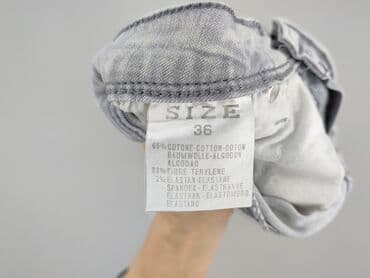 SIZE
36
65% COTONE COTTON-COTON
BAUMWOLLE-ALGODON
ALGODAO
33% FIBRE TERYLENE
2% ELASTAN-ELASTANE
SPANDEX-ELASTHANNE
ELASTHAN-ELASTENO
ELASTANO